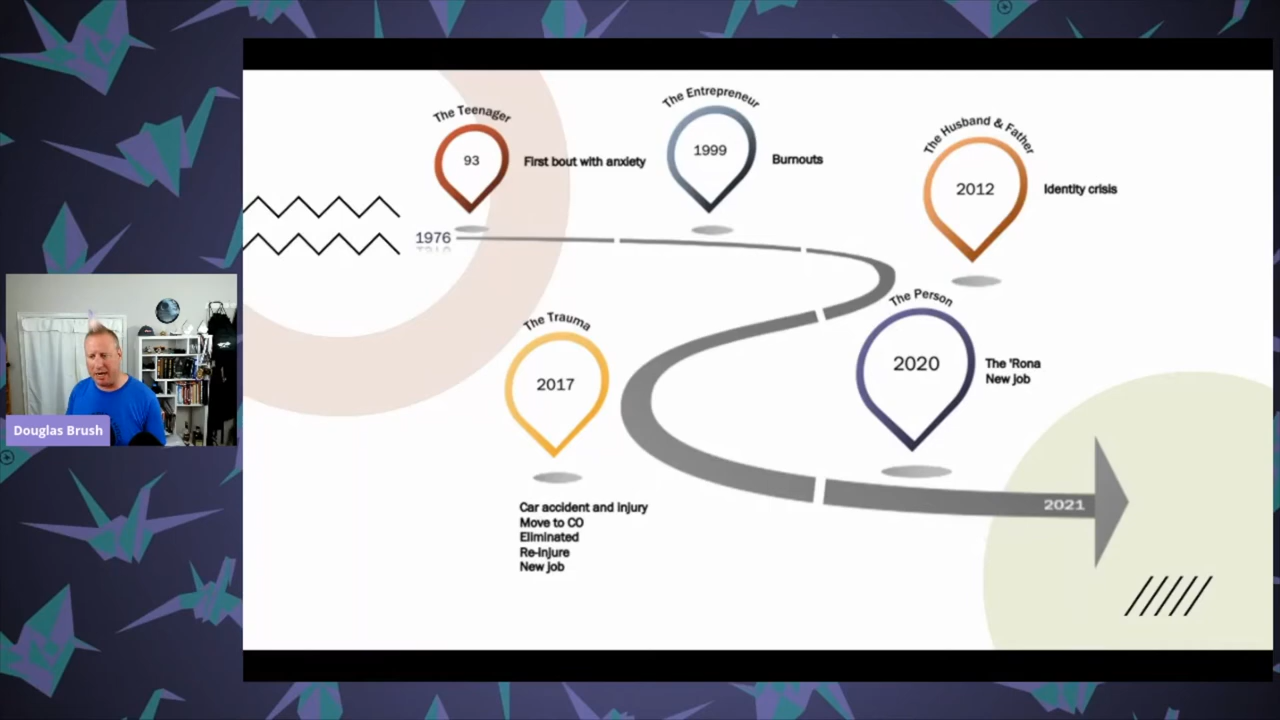 The Teenager
93
First bout with anxiety
The Entrepreneur
1999
Burnouts
The Husband & Father
2012
Identity crisis
1976
The Trauma
2017
Car accident and injury
Move to CO
Eliminated
Re-injure
New job
The Person
2020
The 'Rona
New job
2021
Douglas Brush